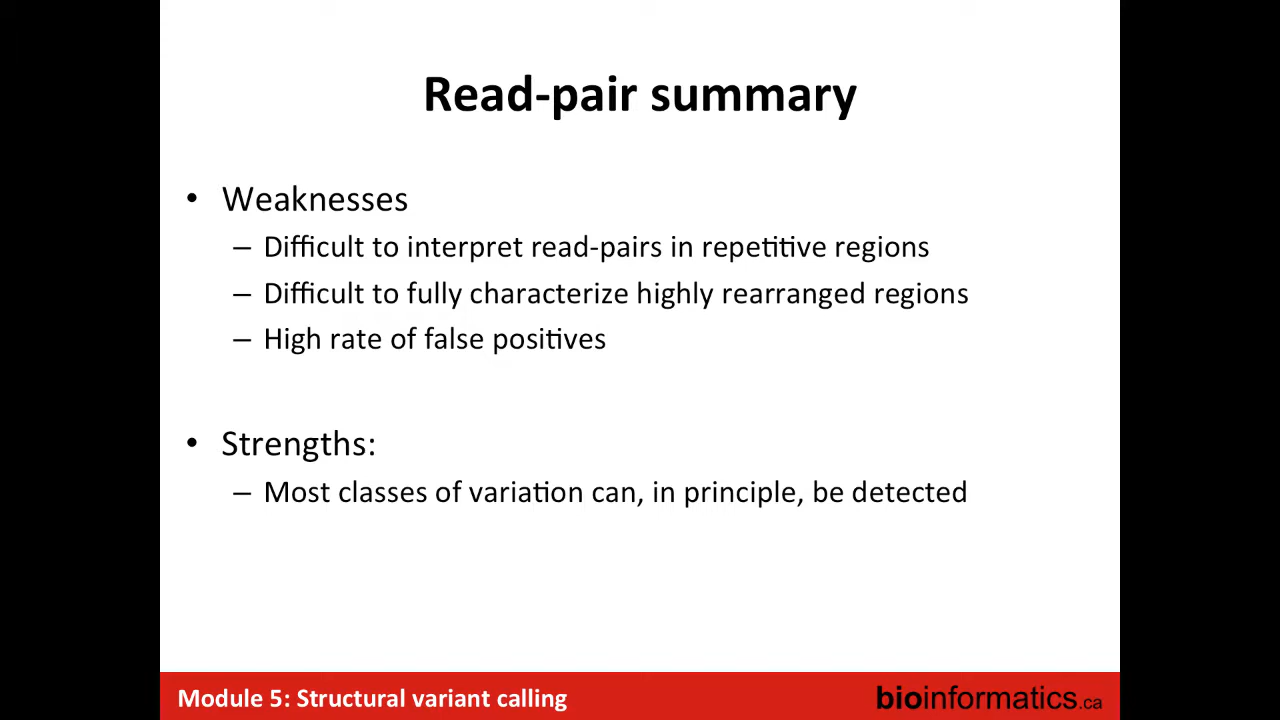 Read-pair summary
• Weaknesses
– Difficult to interpret read-pairs in repetitive regions
– Difficult to fully characterize highly rearranged regions
– High rate of false positives
• Strengths:
– Most classes of variation can, in principle, be detected
Module 5: Structural variant calling
bioinformatics.ca